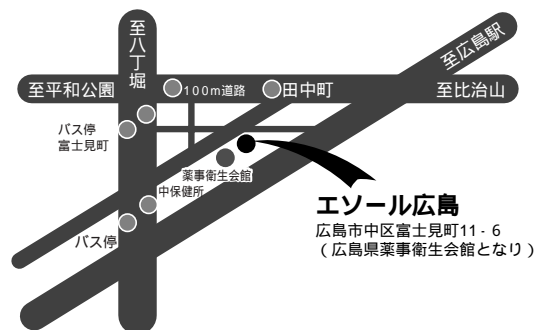 至八丁堀
至広島駅
至平和公園
100m道路
田中町
至比治山
バス停
富士見町
薬事衛生会館
中保健所
バス停
エソール広島
広島市中区富士見町11-6
（広島県薬事衛生会館となり）